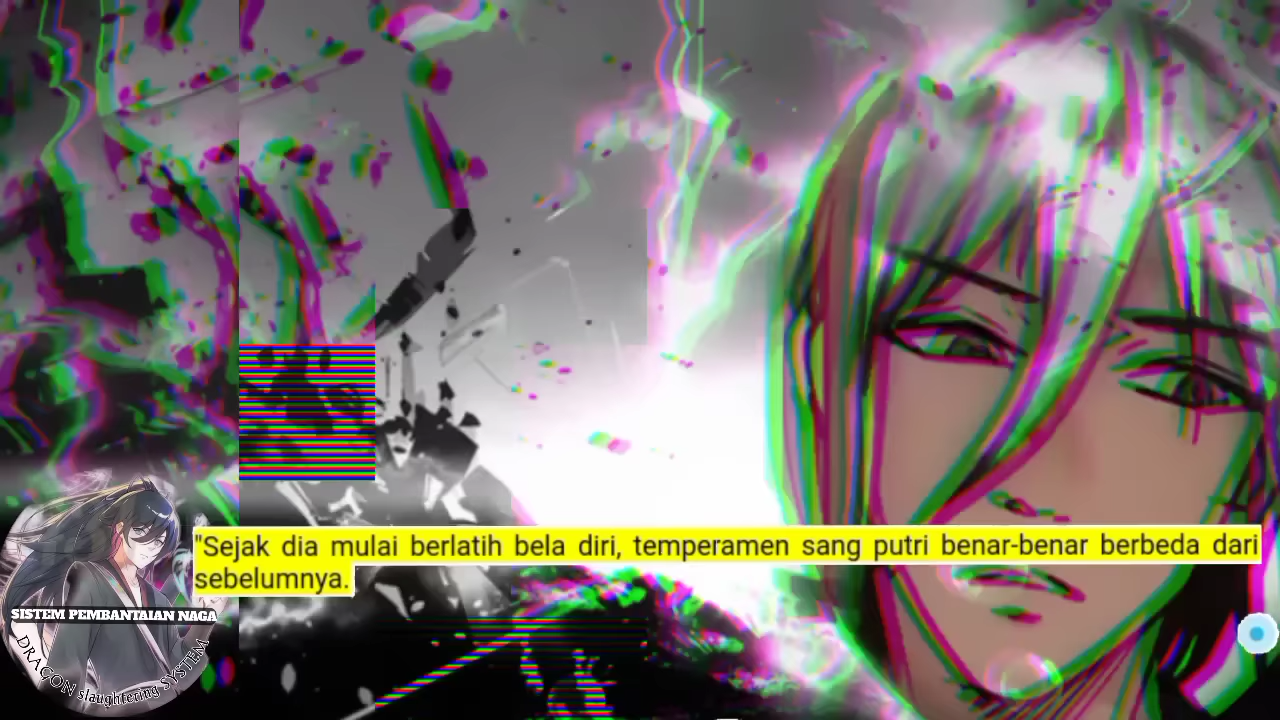 "Sejak dia mulai berlatih bela diri, temperamen sang putri benar-benar berbeda dari
sebelumnya.
SISTEM PEMBANTAIAN NAGA
DRAGON slaughtering SYSTEM